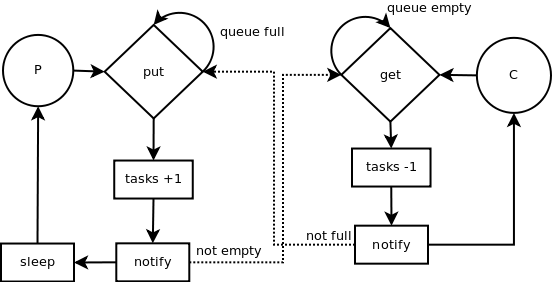 queue empty
queue full
P
put
get
C
tasks +1
tasks -1
not full
notify
not empty
sleep
notify